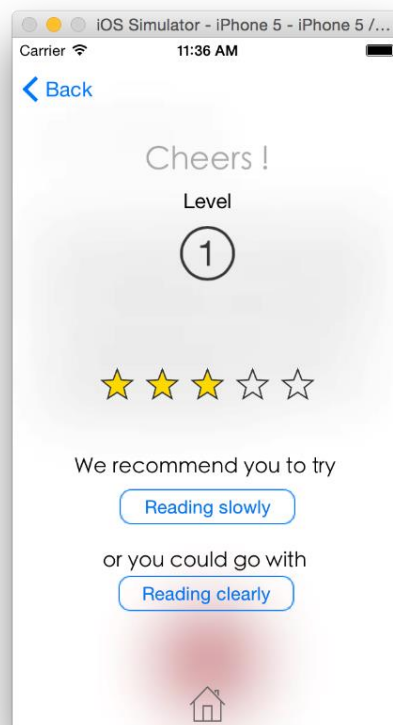 iOS Simulator - iPhone 5 - iPhone 5 /...
Carrier 11:36 AM
Back
Cheers !
Level
1
We recommend you to try
Reading slowly
or you could go with
Reading clearly